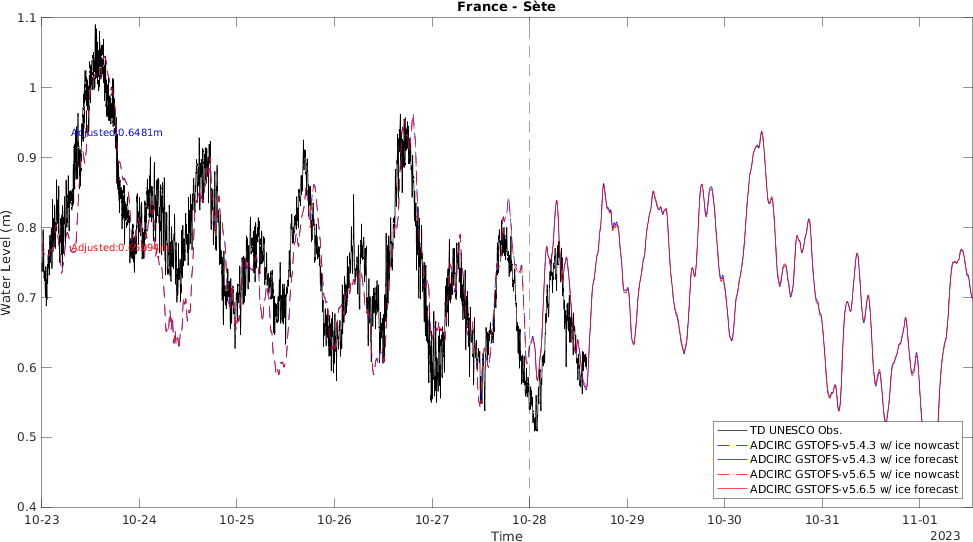 France - Sète
Water Level (m)
1.1
1
0.9
0.8
0.7
0.6
0.5
0.4
Adjusted:0.6481m
10-23
10-24
10-25
10-26
10-27
10-28
10-29
10-30
10-31
11-01
2023
Time
TD UNESCO Obs.
ADCIRC GSTOFS-v5.4.3 w/ ice nowcast
ADCIRC GSTOFS-v5.4.3 w/ ice forecast
ADCIRC GSTOFS-v5.6.5 w/ ice nowcast
ADCIRC GSTOFS-v5.6.5 w/ ice forecast